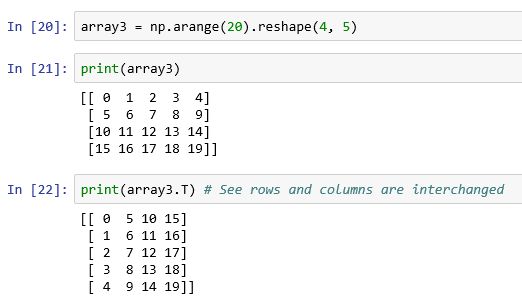 In [20]: array3 = np.arange(20).reshape(4, 5)
In [21]: print(array3)
[[ 0  1  2  3  4]
 [ 5  6  7  8  9]
 [10 11 12 13 14]
 [15 16 17 18 19]]
In [22]: print(array3.T) # See rows and columns are interchanged
[[ 0  5 10 15]
 [ 1  6 11 16]
 [ 2  7 12 17]
 [ 3  8 13 18]
 [ 4  9 14 19]]